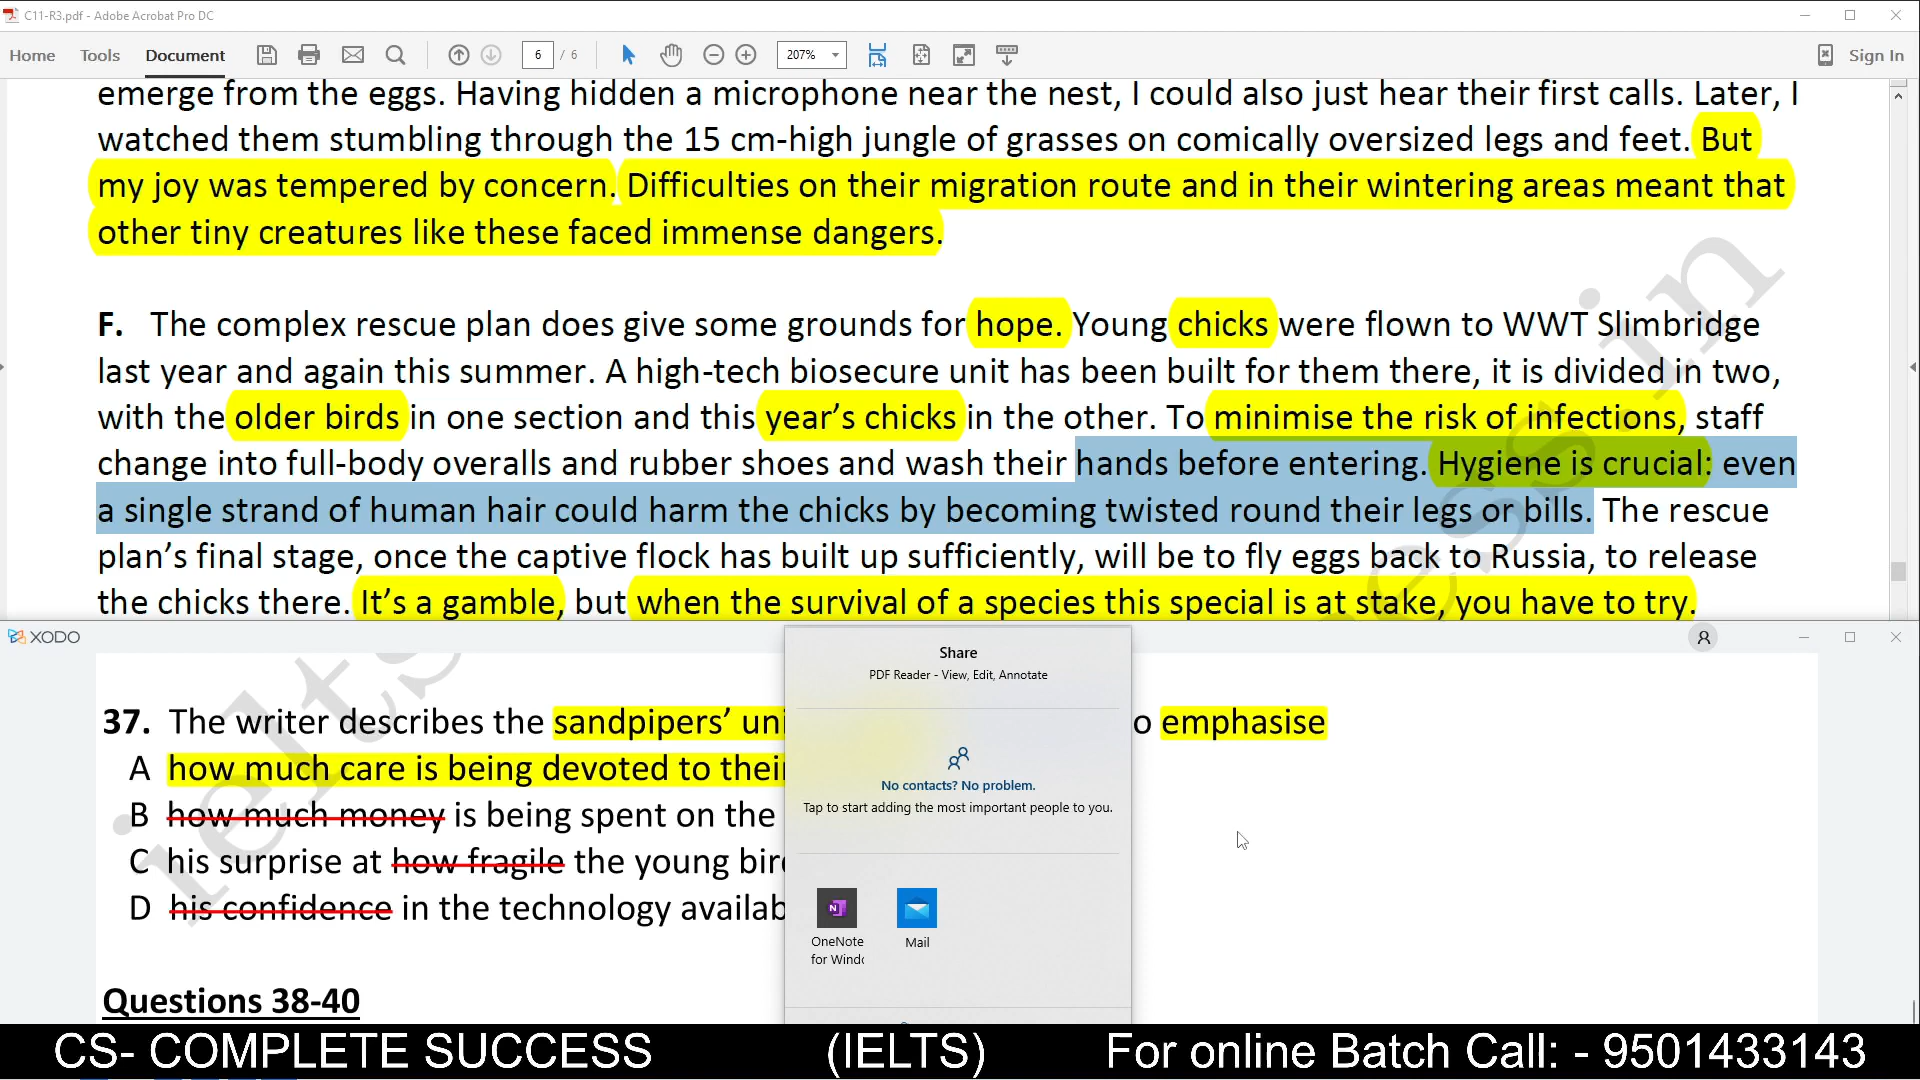 C11-R3.pdf - Adobe Acrobat Pro DC
Home Tools Document 6 / 6 207% Sign In
emerge from the eggs. Having hidden a microphone near the nest, I could also just hear their first calls. Later, I
watched them stumbling through the 15 cm-high jungle of grasses on comically oversized legs and feet. But
my joy was tempered by concern. Difficulties on their migration route and in their wintering areas meant that
other tiny creatures like these faced immense dangers.
F. The complex rescue plan does give some grounds for hope. Young chicks were flown to WWT Slimbridge
last year and again this summer. A high-tech biosecure unit has been built for them there, it is divided in two,
with the older birds in one section and this year's chicks in the other. To minimise the risk of infections, staff
change into full-body overalls and rubber shoes and wash their hands before entering. Hygiene is crucial: even
a single strand of human hair could harm the chicks by becoming twisted round their legs or bills. The rescue
plan's final stage, once the captive flock has built up sufficiently, will be to fly eggs back to Russia, to release
the chicks there. It's a gamble, but when the survival of a species this special is at stake, you have to try.
XODO
Share
PDF Reader - View, Edit, Annotate
No contacts? No problem.
Tap to start adding the most important people to you.
OneNote
for Windo
Mail
37. The writer describes the sandpipers' uni o emphasise
A how much care is being devoted to their
B how much money is being spent on the
C his surprise at how fragile the young bir
D his confidence in the technology availab
Questions 38-40
ielts ess.in
CS- COMPLETE SUCCESS (IELTS) For online Batch Call: - 9501433143